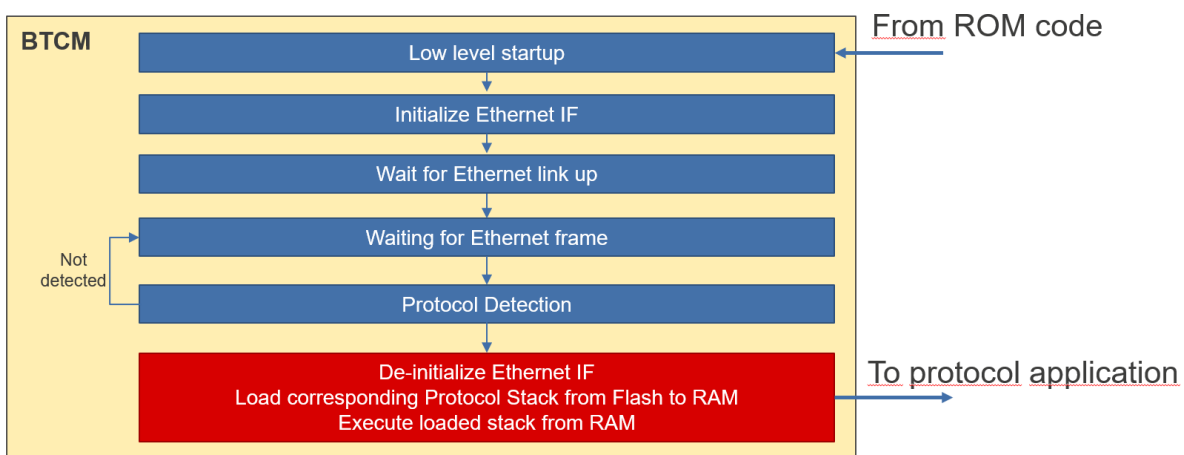 BTCM
From ROM code
Low level startup
Initialize Ethernet IF
Wait for Ethernet link up
Waiting for Ethernet frame
Not
detected
Protocol Detection
De-initialize Ethernet IF
Load corresponding Protocol Stack from Flash to RAM
Execute loaded stack from RAM
To protocol application